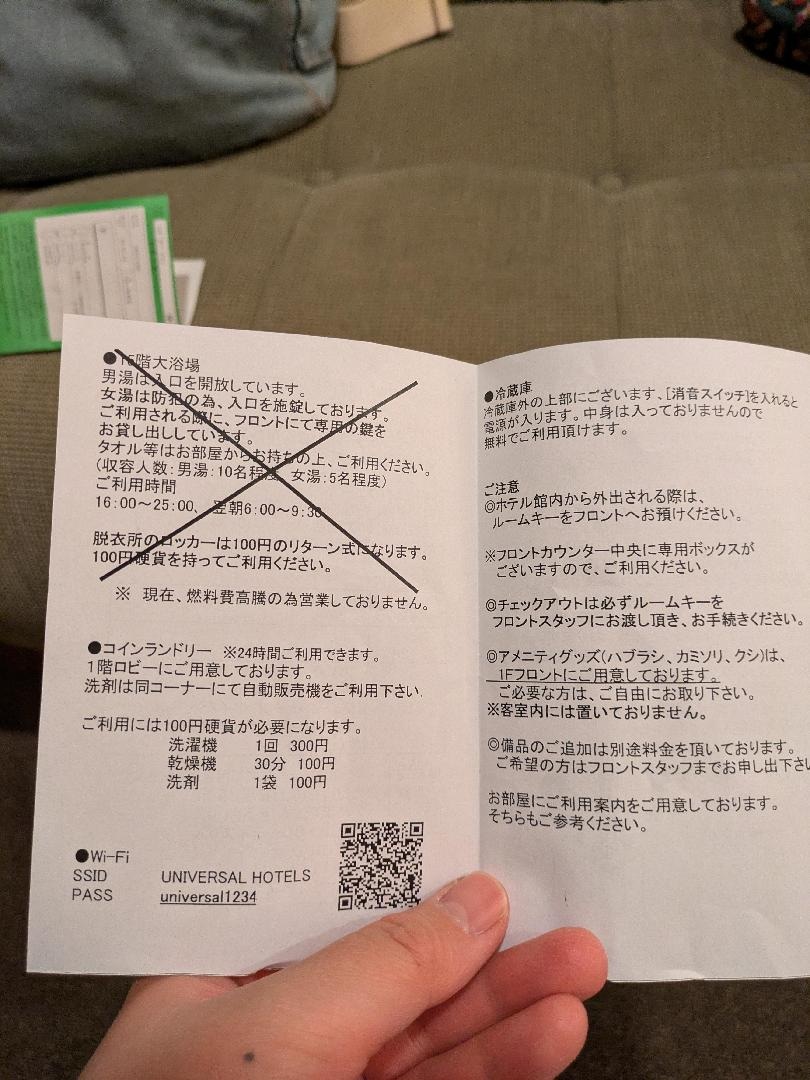 ●15階大浴場
男湯は入口を開放しています。
女湯は防犯の為、入口を施錠しております。
ご利用される際に、フロントにて専用の鍵を
お貸し出ししています。
タオル等はお部屋からお持ちの上、ご利用ください。
(収容人数:男湯:10名程度 女湯:5名程度)
ご利用時間
16:00～25:00、 翌朝6:00～9:30
脱衣所のロッカーは100円のリターン式になります。
100円硬貨を持ってご利用ください。
※ 現在、燃料費高騰の為営業しておりません。
●コインランドリー ※24時間ご利用できます。
1階ロビーにご用意しております。
洗剤は同コーナーにて自動販売機をご利用下さい.
ご利用には100円硬貨が必要になります。
洗濯機 1回 300円
乾燥機 30分 100円
洗剤 1袋 100円
●Wi-Fi
SSID UNIVERSAL HOTELS
PASS universal1234
●冷蔵庫
冷蔵庫外の上部にございます、[消音スイッチ]を入れると
電源が入ります。中身は入っておりませんので
無料でご利用頂けます。
ご注意
◎ホテル館内から外出される際は、
ルームキーをフロントへお預けください。
※フロントカウンター中央に専用ボックスが
ございますので、ご利用ください。
◎チェックアウトは必ずルームキーを
フロントスタッフにお渡し頂き、お手続きください。
◎アメニティグッズ(ハブラシ、カミソリ、クシ)は、
1Fフロントにご用意しております。
ご必要な方は、ご自由にお取り下さい。
※客室内には置いておりません。
◎備品のご追加は別途料金を頂いております。
ご希望の方はフロントスタッフまでお申し出下さい
お部屋にご利用案内をご用意しております。
そちらもご参考ください。